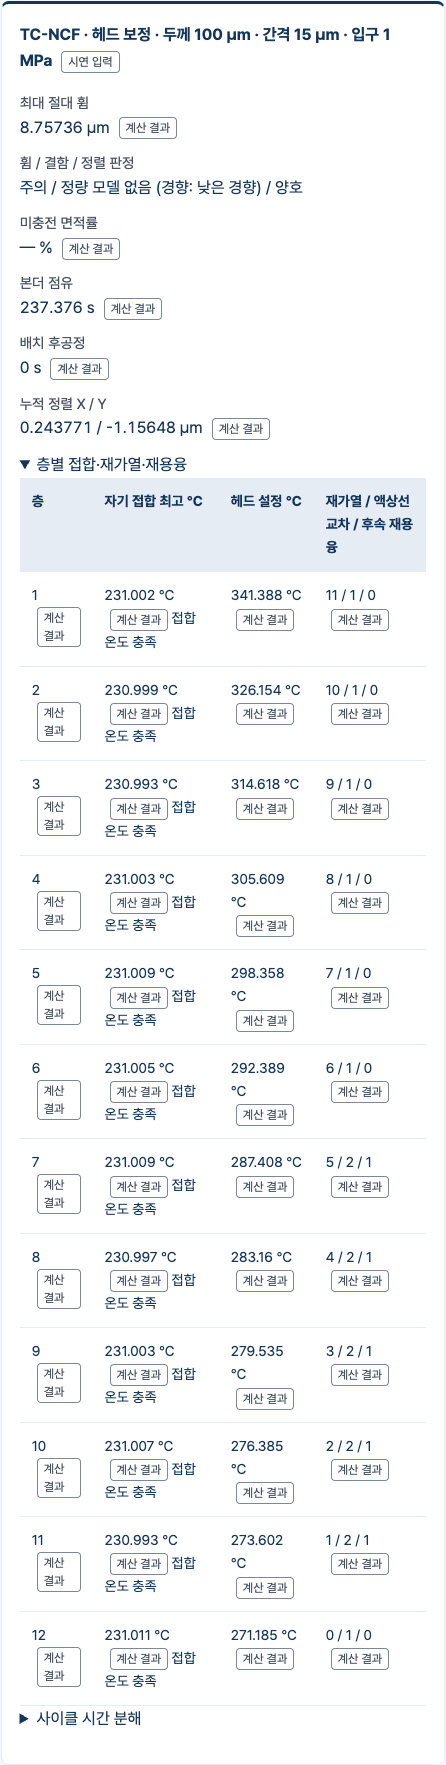 TC-NCF · 헤드 보정 · 두께 100 µm · 간격 15 µm · 입구 1
MPa 시연 입력
최대 절대 휨
8.75736 µm 계산 결과
휨 / 결함 / 정렬 판정
주의 / 정량 모델 없음 (경향: 낮은 경향) / 양호
미충전 면적률
— % 계산 결과
본더 점유
237.376 s 계산 결과
배치 후공정
0 s 계산 결과
누적 정렬 X / Y
0.243771 / -1.15648 µm 계산 결과
▼ 층별 접합·재가열·재용융
층 자기 접합 최고 °C 헤드 설정 °C 재가열 / 액상선
교차 / 후속 재용
융
1 231.002 °C 341.388 °C 11 / 1 / 0
계산 결과 계산 결과 접합 계산 결과 계산 결과
온도 충족
2 230.999 °C 326.154 °C 10 / 1 / 0
계산 결과 계산 결과 접합 계산 결과 계산 결과
온도 충족
3 230.993 °C 314.618 °C 9 / 1 / 0
계산 결과 계산 결과 접합 계산 결과 계산 결과
온도 충족
4 231.003 °C 305.609 8 / 1 / 0
계산 결과 계산 결과 접합 °C 계산 결과
온도 충족 계산 결과
5 231.009 °C 298.358 7 / 1 / 0
계산 결과 계산 결과 접합 °C 계산 결과
온도 충족 계산 결과
6 231.005 °C 292.389 6 / 1 / 0
계산 결과 계산 결과 접합 °C 계산 결과
온도 충족 계산 결과
7 231.009 °C 287.408 °C 5 / 2 / 1
계산 결과 계산 결과 접합 계산 결과 계산 결과
온도 충족
8 230.997 °C 283.16 °C 4 / 2 / 1
계산 결과 계산 결과 접합 계산 결과 계산 결과
온도 충족
9 231.003 °C 279.535 3 / 2 / 1
계산 결과 계산 결과 접합 °C 계산 결과
온도 충족 계산 결과
10 231.007 °C 276.385 2 / 2 / 1
계산 결과 계산 결과 접합 °C 계산 결과
온도 충족 계산 결과
11 230.993 °C 273.602 1 / 2 / 1
계산 결과 계산 결과 접합 °C 계산 결과
온도 충족 계산 결과
12 231.011 °C 271.185 °C 0 / 1 / 0
계산 결과 계산 결과 접합 계산 결과 계산 결과
온도 충족
▶ 사이클 시간 분해